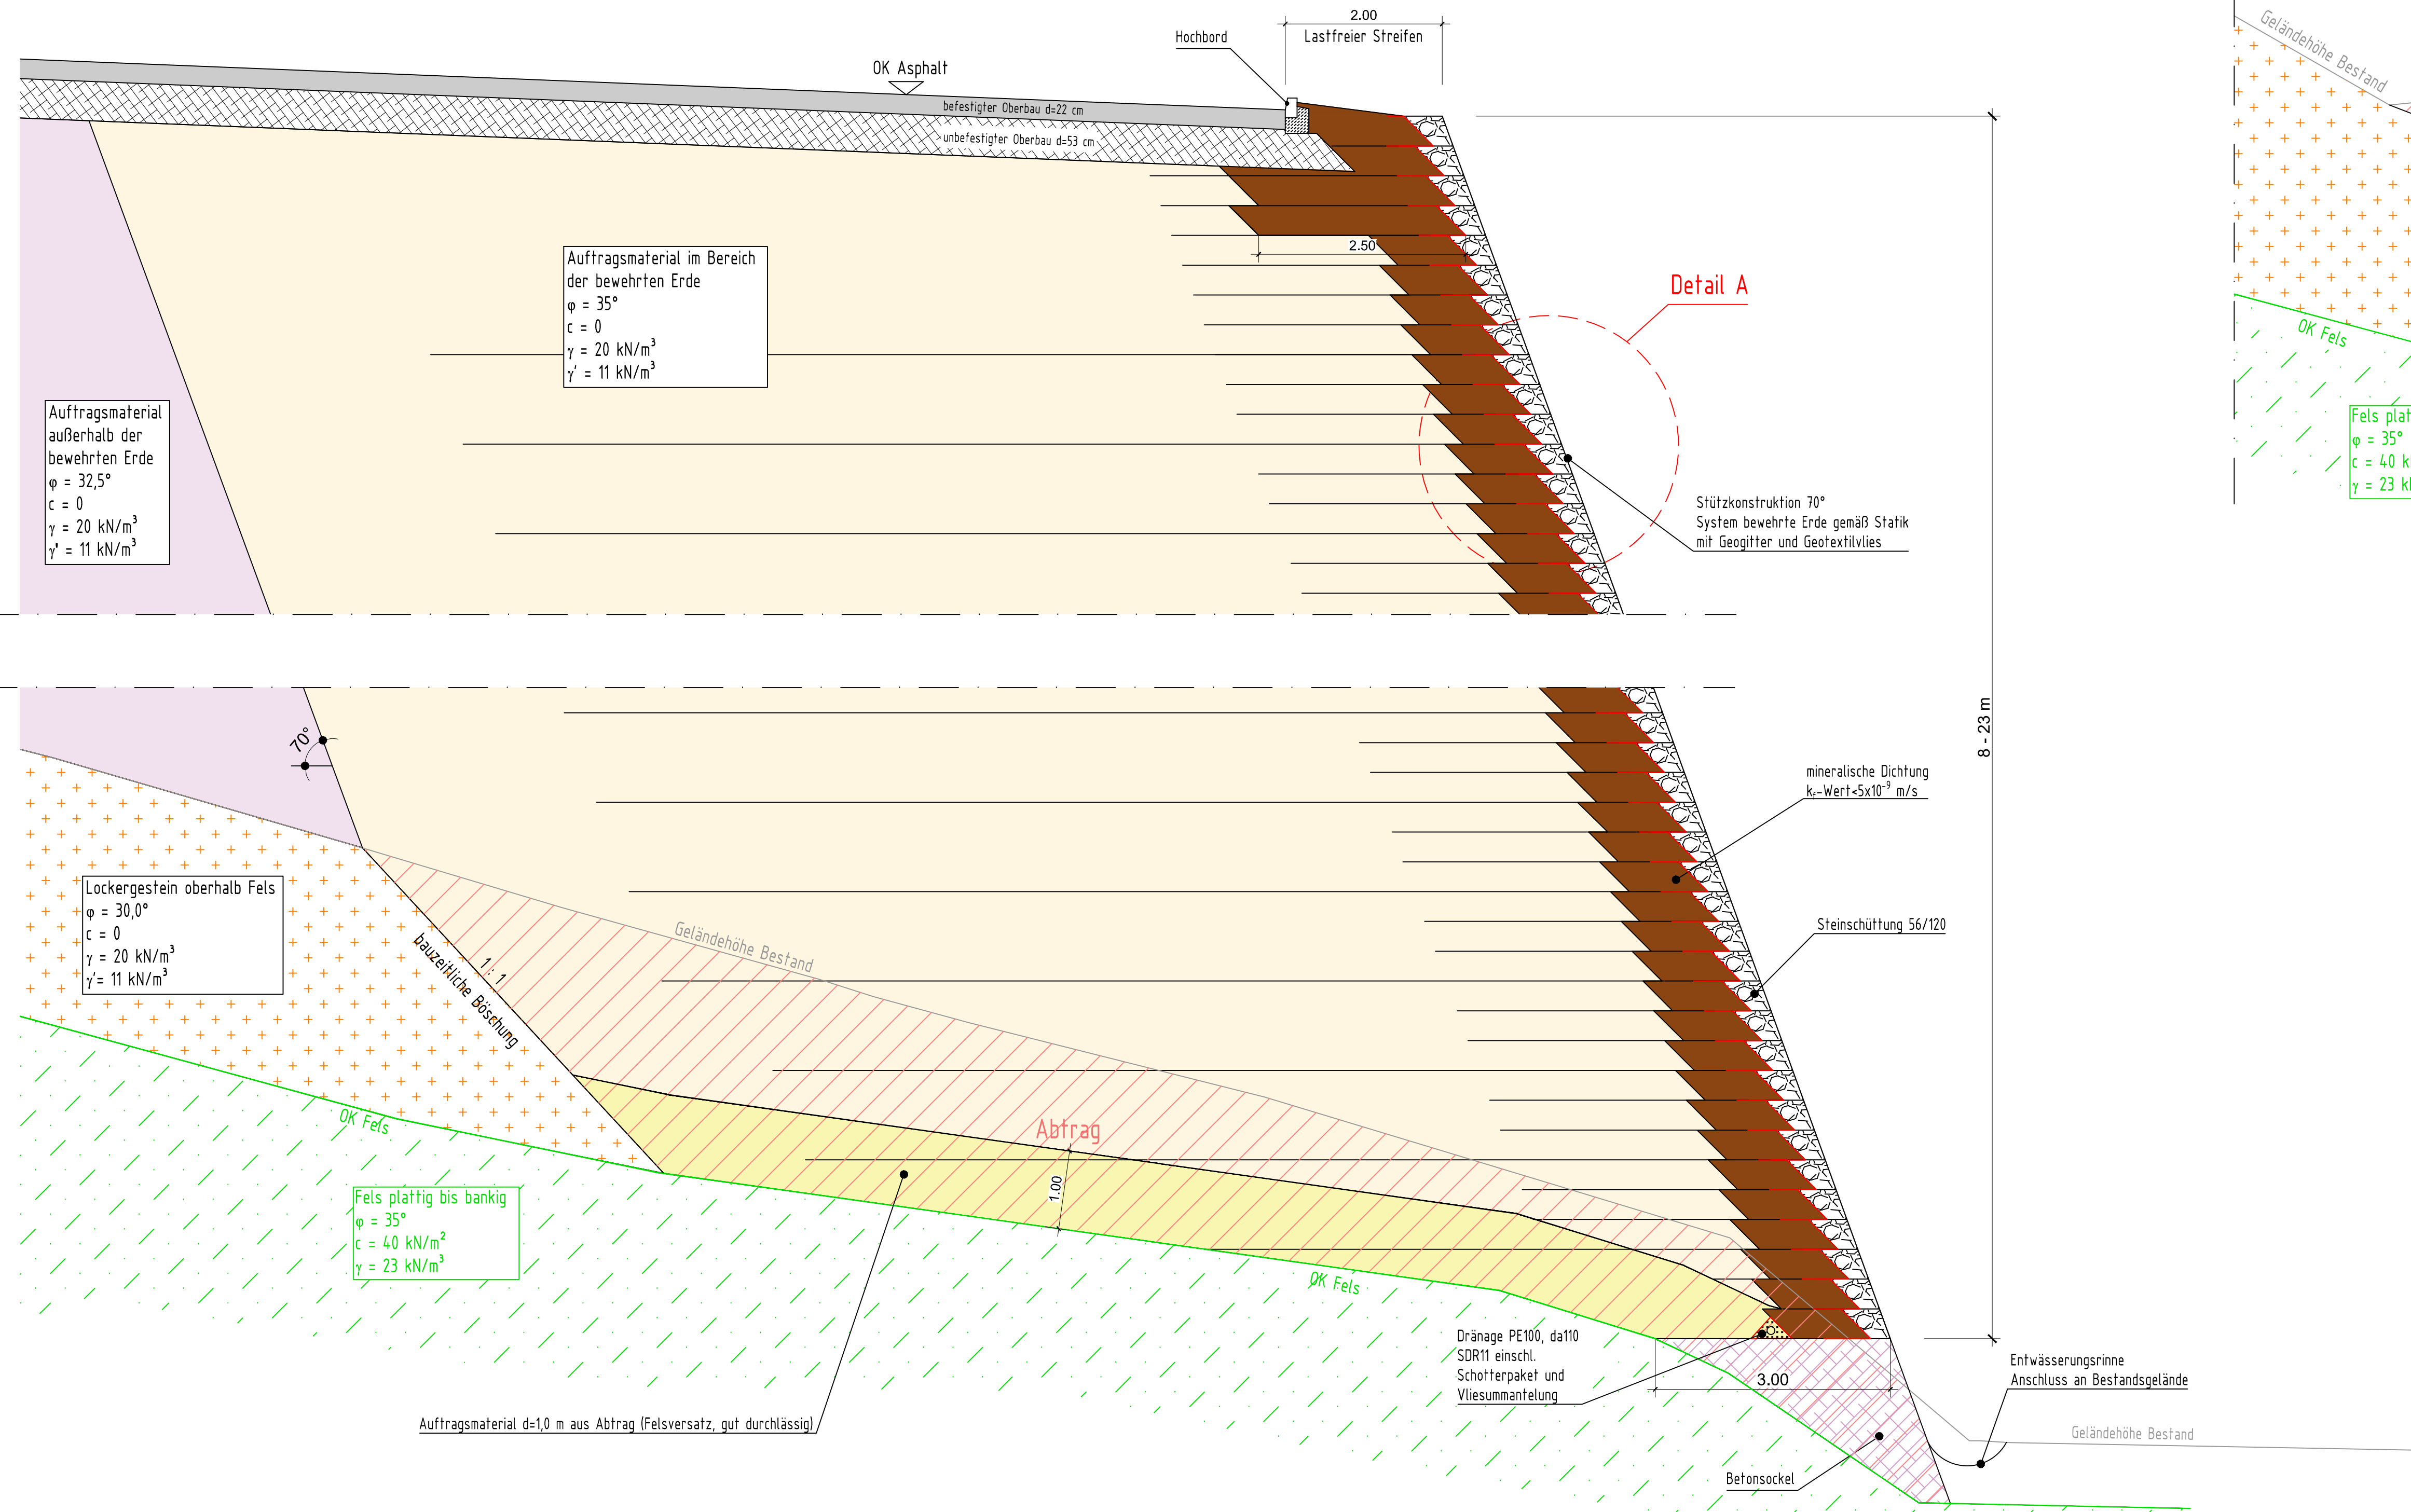 2.00
Lastfreier Streifen
Hochbord
OK Asphalt
befestigter Oberbau d=22 cm
unbefestigter Oberbau d=53 cm
2.50
Auftragsmaterial im Bereich
der bewehrten Erde
φ = 35°
c = 0
γ = 20 kN/m³
γ' = 11 kN/m³
Auftragsmaterial
außerhalb der
bewehrten Erde
φ = 32,5°
c = 0
γ = 20 kN/m³
γ' = 11 kN/m³
Detail A
Stützkonstruktion 70°
System bewehrte Erde gemäß Statik
mit Geogitter und Geotextilvlies
Geländehöhe Bestand
OK Fels
Fels plat
φ = 35°
c = 40 k
γ = 23 k
8 - 23 m
70°
mineralische Dichtung
kf-Wert<5x10⁻⁹ m/s
Steinschüttung 56/120
Lockergestein oberhalb Fels
φ = 30,0°
c = 0
γ = 20 kN/m³
γ'= 11 kN/m³
1 : 1
bauzeitliche Böschung
Geländehöhe Bestand
OK Fels
Abtrag
1.00
Fels plattig bis bankig
φ = 35°
c = 40 kN/m²
γ = 23 kN/m³
OK Fels
Dränage PE100, da110
SDR11 einschl.
Schotterpaket und
Vliesummantelung
3.00
Entwässerungsrinne
Anschluss an Bestandsgelände
Geländehöhe Bestand
Auftragsmaterial d=1,0 m aus Abtrag (Felsversatz, gut durchlässig)
Betonsockel